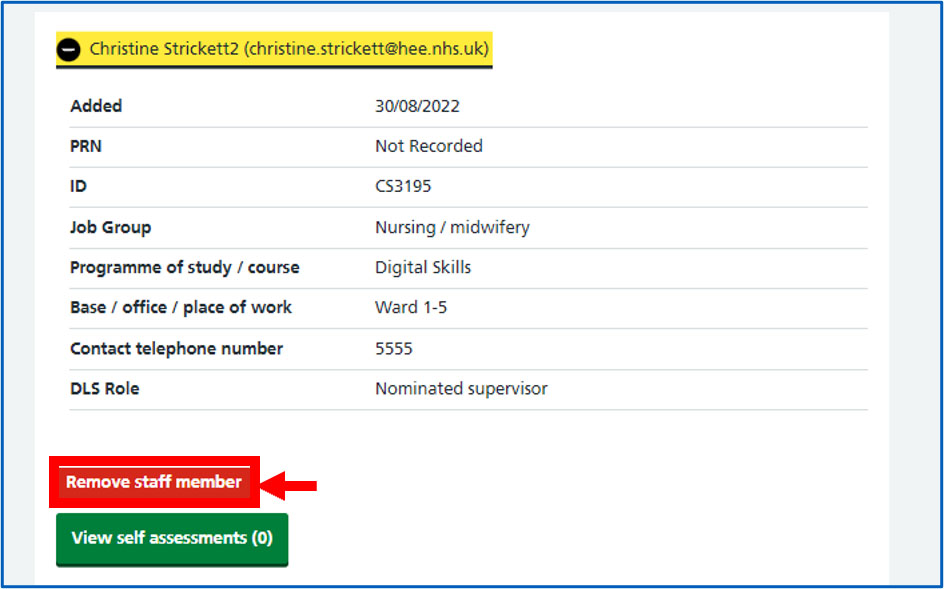 Christine Strickett2 (christine.strickett@hee.nhs.uk)
Added 30/08/2022
PRN Not Recorded
ID CS3195
Job Group Nursing / midwifery
Programme of study / course Digital Skills
Base / office / place of work Ward 1-5
Contact telephone number 5555
DLS Role Nominated supervisor
Remove staff member
View self assessments (0)